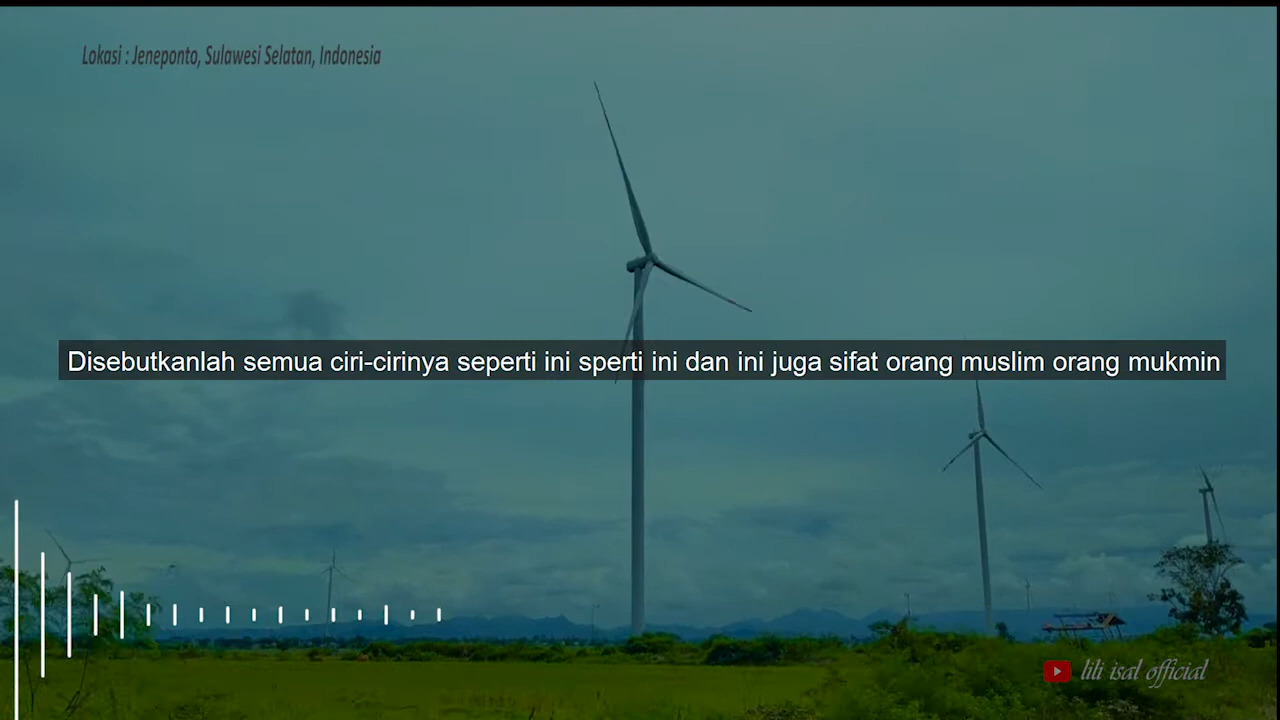 Lokasi : Jeneponto, Sulawesi Selatan, Indonesia
Disebutkanlah semua ciri-cirinya seperti ini sperti ini dan ini juga sifat orang muslim orang mukmin
lili isal official